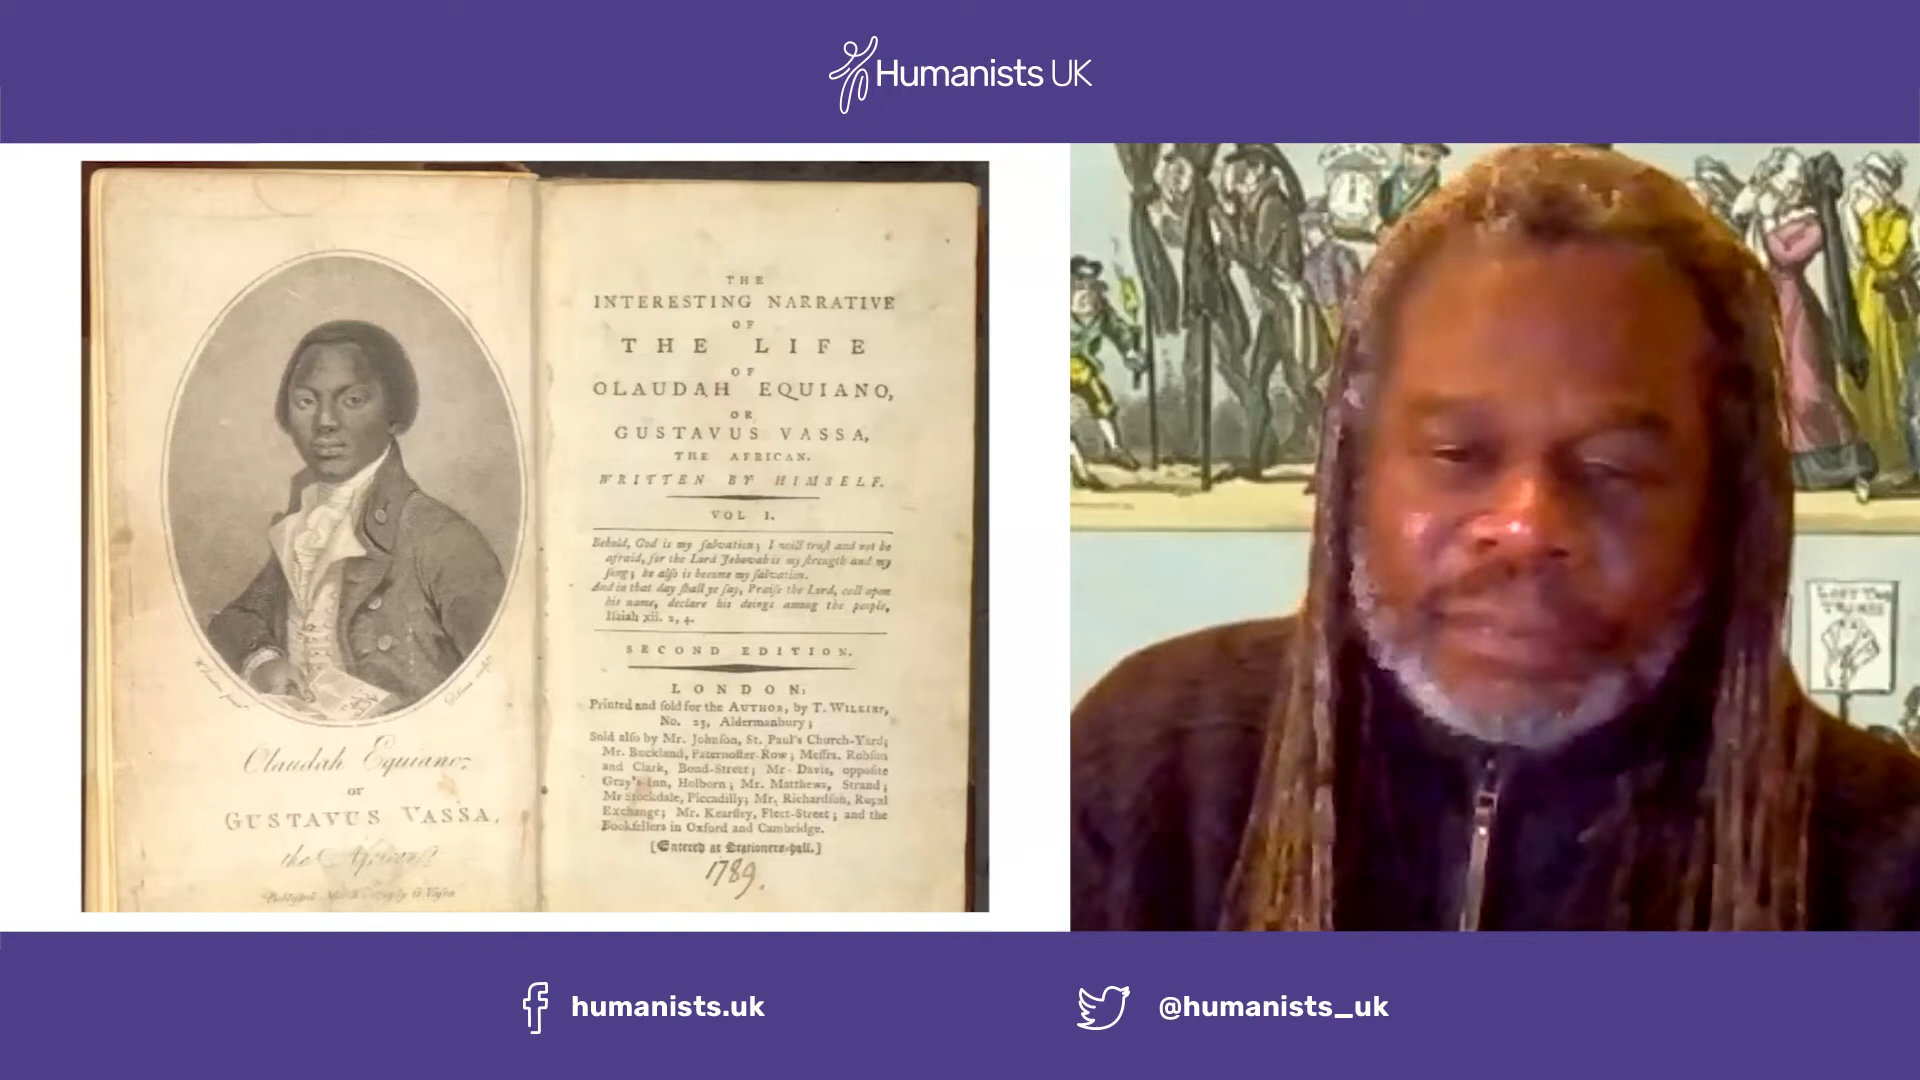 Humanists UK
Olaudah Equiano;
or
GUSTAVUS VASSA,
the African
THE
INTERESTING NARRATIVE
OF
THE LIFE
OF
OLAUDAH EQUIANO,
OR
GUSTAVUS VASSA,
THE AFRICAN.
WRITTEN BY HIMSELF.
VOL I.
Behold, God is my ſalvation; I will truſt and not be
afraid, for the Lord Jehovah is my ſtrength and my
ſong; he alſo is become my ſalvation.
And in that day ſhall ye ſay, Praiſe the Lord, call upon
his name, declare his doings among the people,
Iſaiah xii. 2, 4.
SECOND EDITION.
LONDON:
Printed and ſold for the AUTHOR, by T. WILKINS,
No. 23, Aldermanbury;
Sold alſo by Mr. Johnſon, St. Paul's Church-Yard;
Mr. Buckland, Paternoſter-Row; Meſſrs. Robſon
and Clark, Bond-Street; Mr. Davis, oppoſite
Gray's-Inn, Holborn; Mr. Matthews, Strand;
Mr Stockdale, Piccadilly; Mr. Richardſon, Royal
Exchange; Mr. Kearſley, Fleet-Street; and the
Bookſellers in Oxford and Cambridge.
[Entered at Stationers-hall.]
1789.
humanists.uk
@humanists_uk